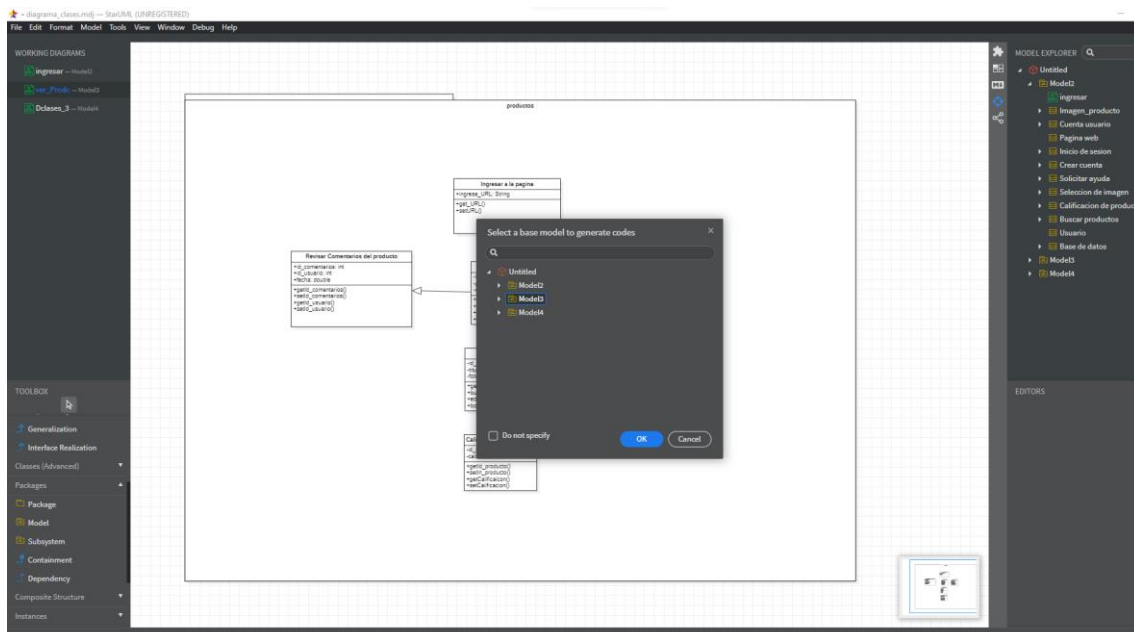 diagrama_clases.mdj — StarUML (UNREGISTERED)
File Edit Format Model Tools View Window Debug Help
WORKING DIAGRAMS
ingresar — Model2
ver_Produ — Model3
Dclases_3 — Model4
TOOLBOX
Generalization
Interface Realization
Classes (Advanced)
Packages
Package
Model
Subsystem
Containment
Dependency
Composite Structure
Instances
productos
Ingresar a la pagina
+ingresa_URL: String
+get_URL()
+setURL()
Revisar Comentarios del producto
+id_comentarios: int
+id_usuario: int
+fecha: double
+getId_comentarios()
+setId_comentarios()
+getId_usuario()
+setId_usuario()
+getId_producto()
+setIn_producto()
+getCalificaicon()
+setCalificacion()
Select a base model to generate codes
Untitled
Model2
Model3
Model4
Do not specify
OK
Cancel
MODEL EXPLORER
Untitled
Model2
ingresar
Imagen_producto
Cuenta usuario
Pagina web
Inicio de sesion
Crear cuenta
Solicitar ayuda
Seleccion de imagen
Calificacion de produc
Buscar productos
Usuario
Base de datos
Model3
Model4
EDITORS